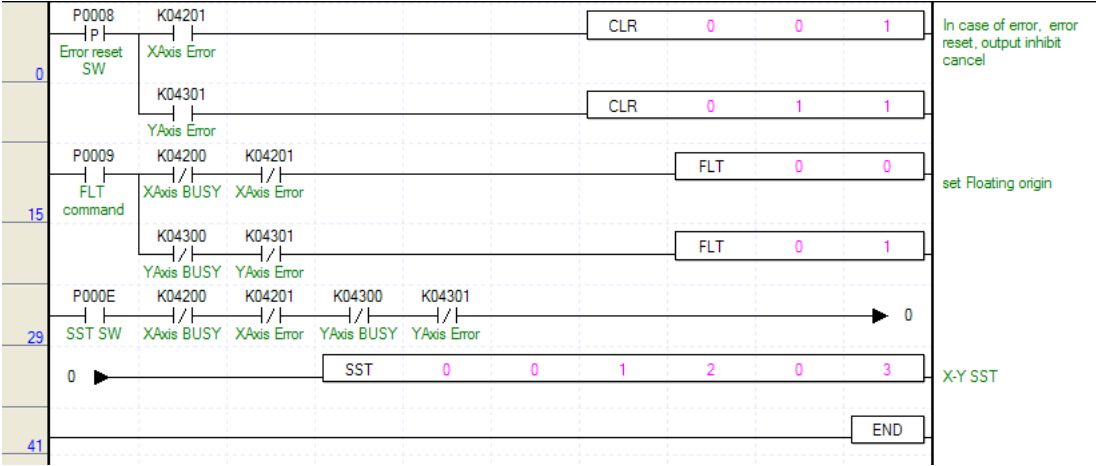 P0008 K04201
P CLR 0 0 1 In case of error, error
Error reset XAxis Error reset, output inhibit
SW cancel
0
K04301
CLR 0 1 1
YAxis Error
P0009 K04200 K04201
FLT 0 0
FLT XAxis BUSY XAxis Error set Floating origin
command
15
K04300 K04301
FLT 0 1
YAxis BUSY YAxis Error
P000E K04200 K04201 K04300 K04301
0
SST SW XAxis BUSY XAxis Error YAxis BUSY YAxis Error
29
0 SST 0 0 1 2 0 3 X-Y SST
END
41